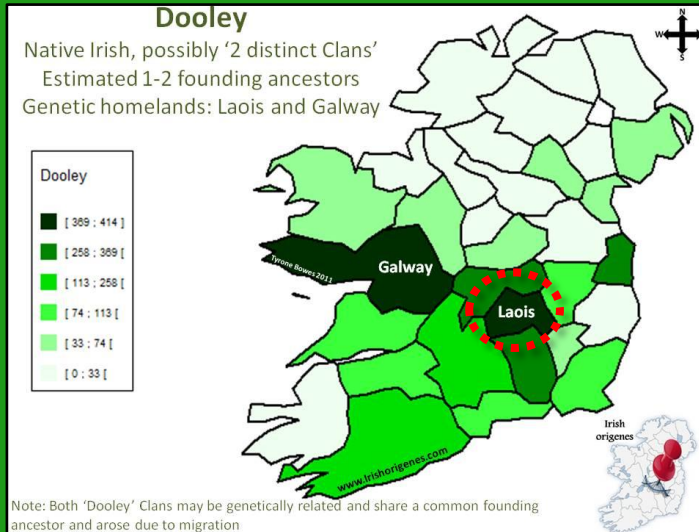 Dooley
Native Irish, possibly ‘2 distinct Clans’
Estimated 1-2 founding ancestors
Genetic homelands: Laois and Galway
N
W E
S
Dooley
[ 369 ; 414 ]
[ 258 ; 369 [
[ 113 ; 258 [
[ 74 ; 113 [
[ 33 ; 74 [
[ 0 ; 33 [
Tyrone Bowes 2011
Galway
Laois
www.Irishorigenes.com
Irish
origenes
Note: Both ‘Dooley’ Clans may be genetically related and share a common founding
ancestor and arose due to migration